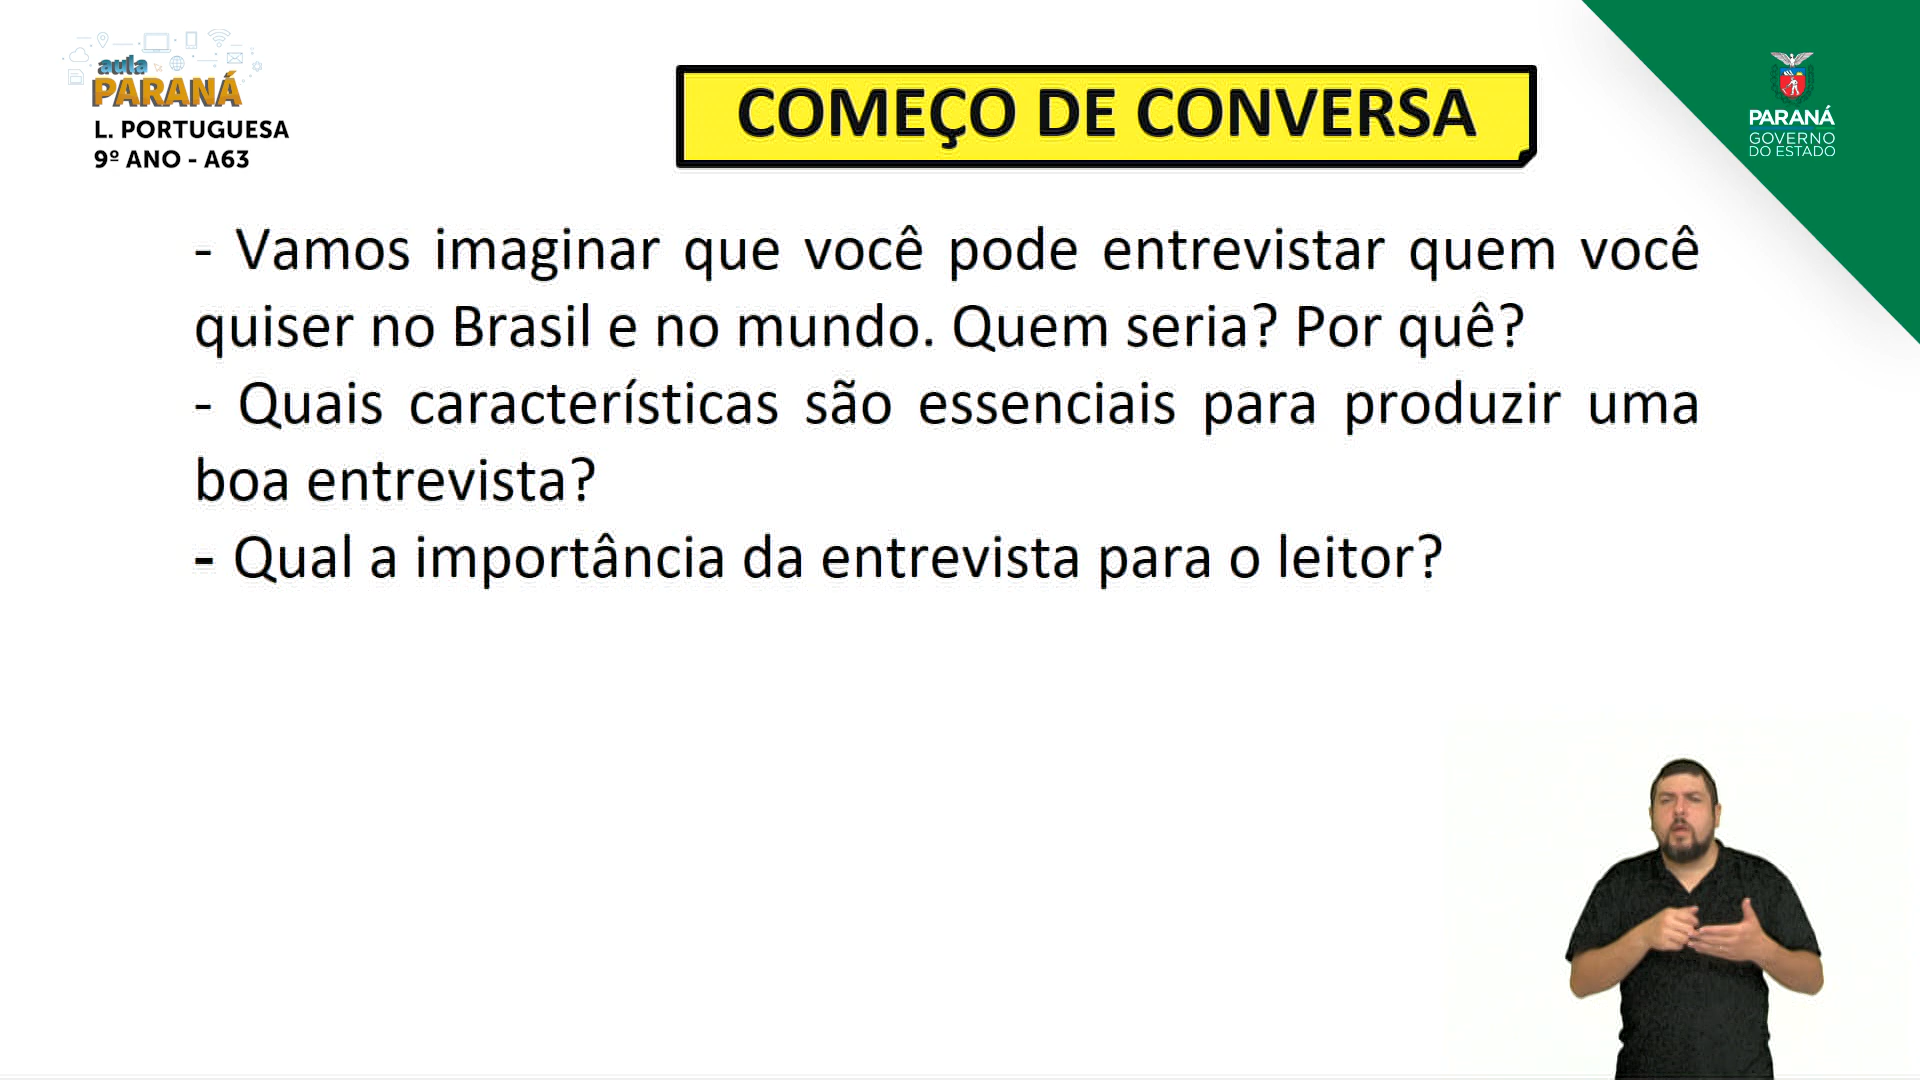 aula
PARANÁ
L. PORTUGUESA
9º ANO - A63
COMEÇO DE CONVERSA
PARANÁ
GOVERNO
DO ESTADO
- Vamos imaginar que você pode entrevistar quem você
quiser no Brasil e no mundo. Quem seria? Por quê?
- Quais características são essenciais para produzir uma
boa entrevista?
- Qual a importância da entrevista para o leitor?